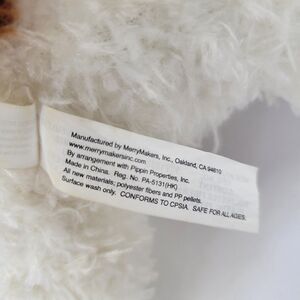 Manufactured by MerryMakers, Inc., Oakland, CA 94610
www.merrymakersinc.com
By arrangement with Pippin Properties, Inc.
Made in China. Reg. No. PA-5131(HK)
All new materials, polyester fibers and PP pellets.
Surface wash only. CONFORMS TO CPSIA. SAFE FOR ALL AGES.